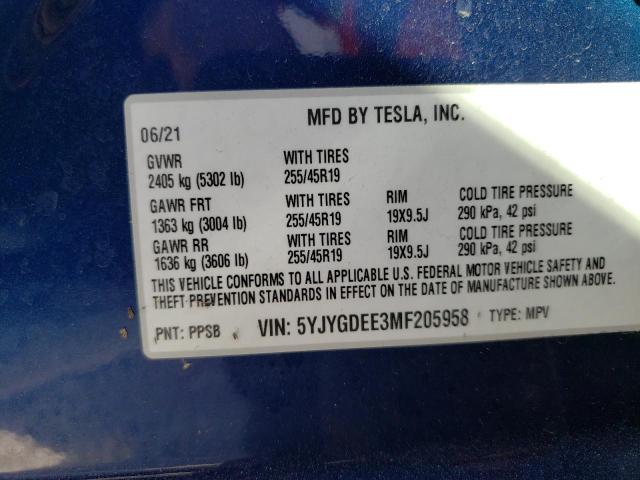 MFD BY TESLA, INC.
06/21
GVWR WITH TIRES
2405 kg (5302 lb) 255/45R19
GAWR FRT WITH TIRES RIM COLD TIRE PRESSURE
1363 kg (3004 lb) 255/45R19 19X9.5J 290 kPa, 42 psi
GAWR RR WITH TIRES RIM COLD TIRE PRESSURE
1636 kg (3606 lb) 255/45R19 19X9.5J 290 kPa, 42 psi
THIS VEHICLE CONFORMS TO ALL APPLICABLE U.S. FEDERAL MOTOR VEHICLE SAFETY AND
THEFT PREVENTION STANDARDS IN EFFECT ON THE DATE OF MANUFACTURE SHOWN ABOVE.
PNT: PPSB VIN: 5YJYGDEE3MF205958 TYPE: MPV